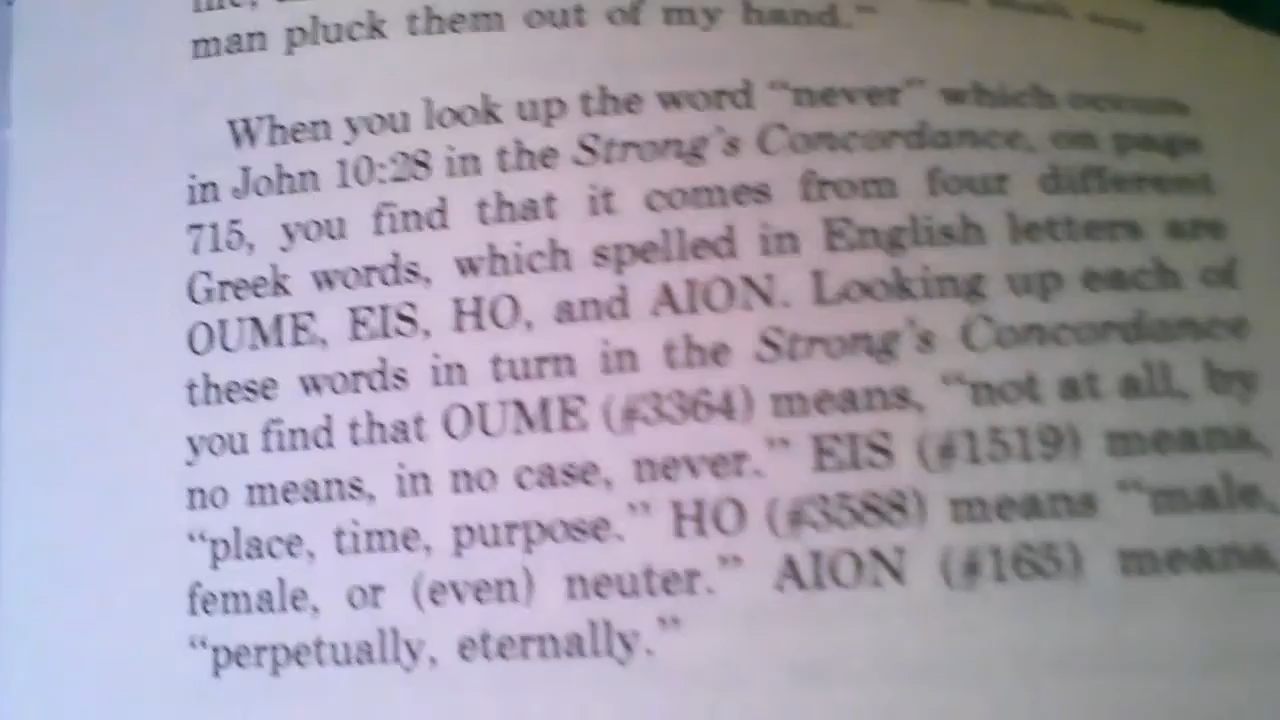 man pluck them out of my hand."
When you look up the word "never" which occurs
in John 10:28 in the Strong's Concordance, on page
715, you find that it comes from four different
Greek words, which spelled in English letters are
OUME, EIS, HO, and AION. Looking up each of
these words in turn in the Strong's Concordance
you find that OUME (#3364) means, "not at all, by
no means, in no case, never." EIS (#1519) means,
"place, time, purpose." HO (#3588) means "male,
female, or (even) neuter." AION (#165) means,
"perpetually, eternally."